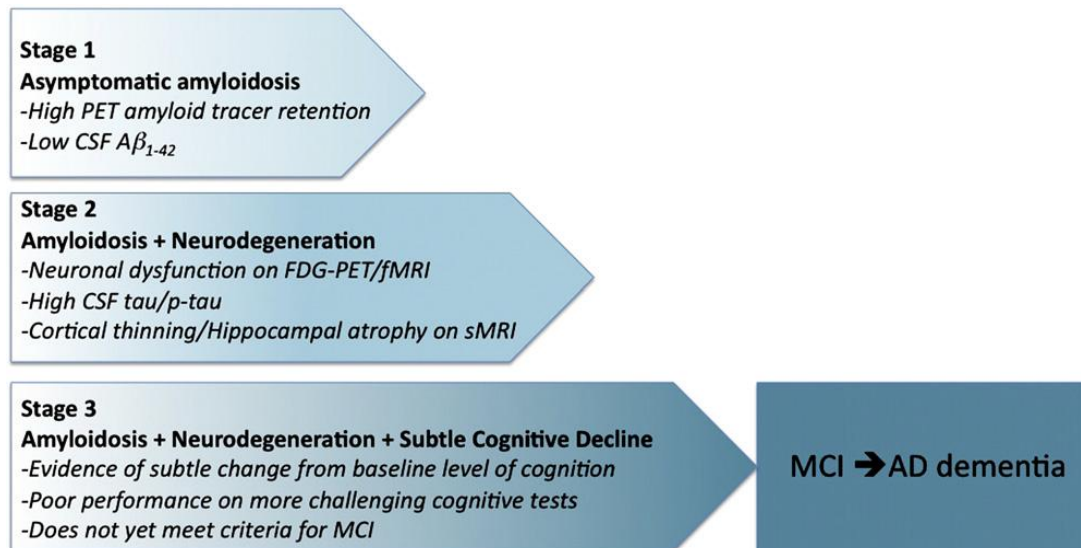 Stage 1
Asymptomatic amyloidosis
-High PET amyloid tracer retention
-Low CSF Aβ1-42
Stage 2
Amyloidosis + Neurodegeneration
-Neuronal dysfunction on FDG-PET/fMRI
-High CSF tau/p-tau
-Cortical thinning/Hippocampal atrophy on sMRI
Stage 3
Amyloidosis + Neurodegeneration + Subtle Cognitive Decline
-Evidence of subtle change from baseline level of cognition
-Poor performance on more challenging cognitive tests
-Does not yet meet criteria for MCI
MCI ➔ AD dementia